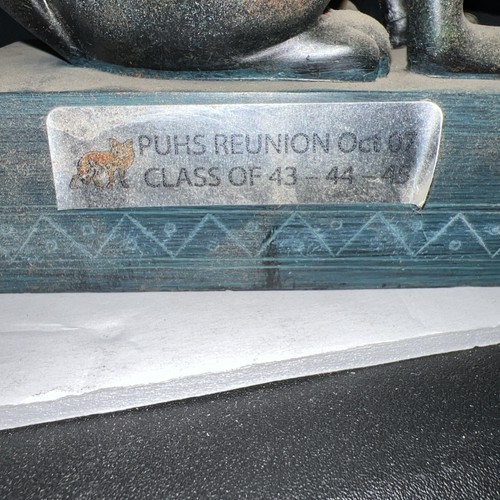 PUHS REUNION Oct 07
CLASS OF 43 – 44 – 45